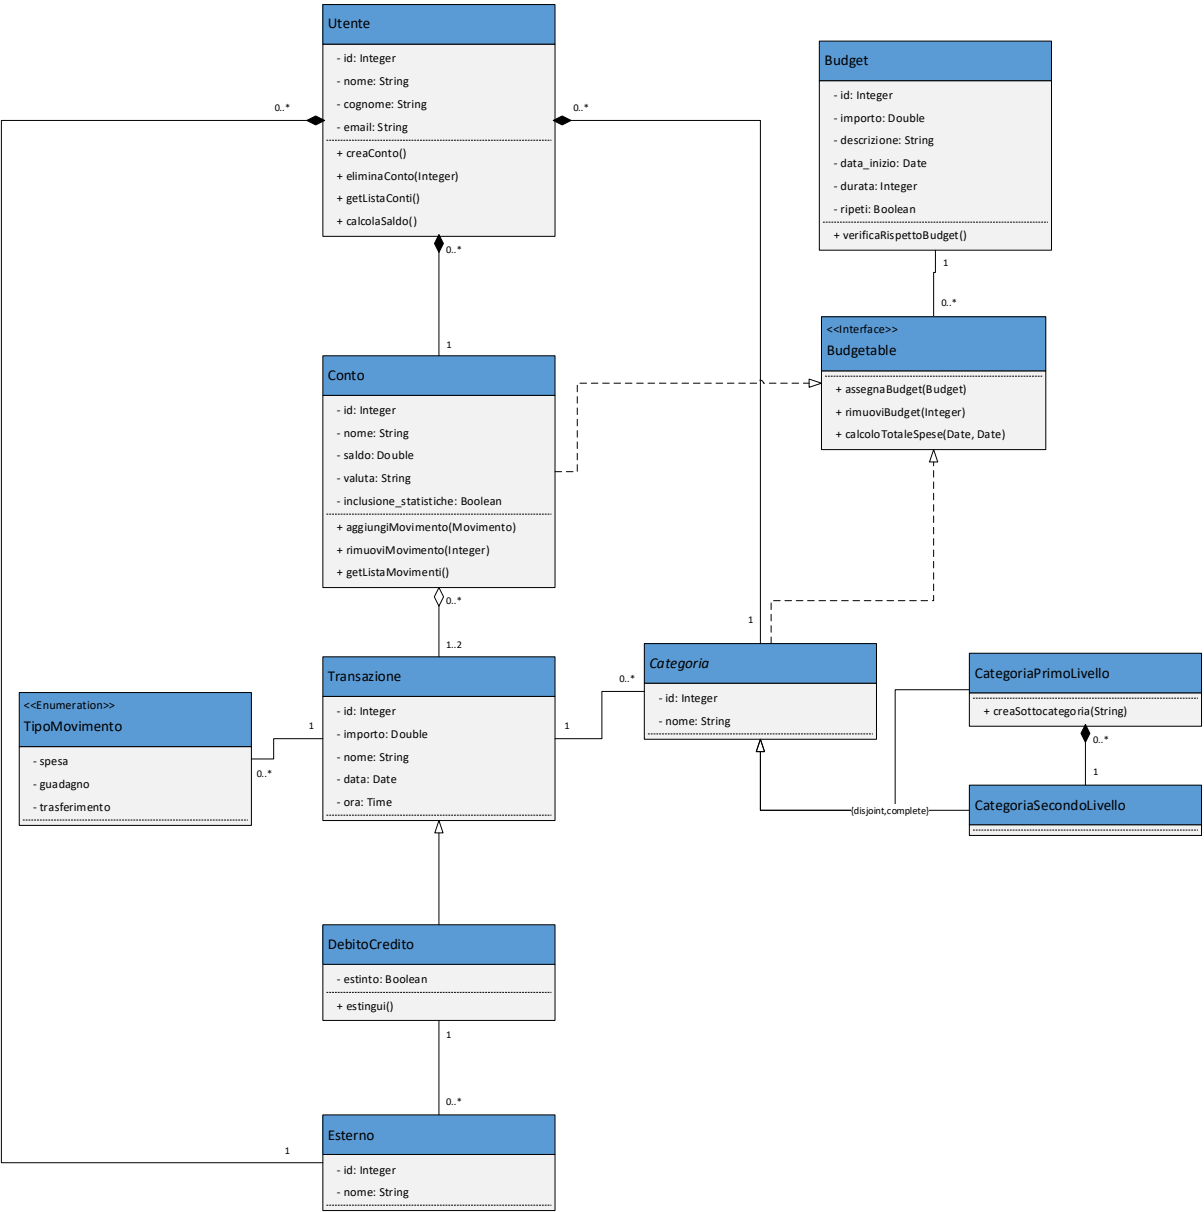 Utente
- id: Integer
- nome: String
- cognome: String
- email: String
+ creaConto()
+ eliminaConto(Integer)
+ getListaConti()
+ calcolaSaldo()
0..*
0..*
0..*
1
Budget
- id: Integer
- importo: Double
- descrizione: String
- data_inizio: Date
- durata: Integer
- ripeti: Boolean
+ verificaRispettoBudget()
1
0..*
<<Interface>>
Budgetable
+ assegnaBudget(Budget)
+ rimuoviBudget(Integer)
+ calcoloTotaleSpese(Date, Date)
Conto
- id: Integer
- nome: String
- saldo: Double
- valuta: String
- inclusione_statistiche: Boolean
+ aggiungiMovimento(Movimento)
+ rimuoviMovimento(Integer)
+ getListaMovimenti()
0..*
1..2
1
Transazione
- id: Integer
- importo: Double
- nome: String
- data: Date
- ora: Time
1
0..*
Categoria
- id: Integer
- nome: String
CategoriaPrimoLivello
+ creaSottocategoria(String)
0..*
1
CategoriaSecondoLivello
{disjoint,complete}
<<Enumeration>>
TipoMovimento
- spesa
- guadagno
- trasferimento
1
0..*
DebitoCredito
- estinto: Boolean
+ estingui()
1
0..*
1
Esterno
- id: Integer
- nome: String